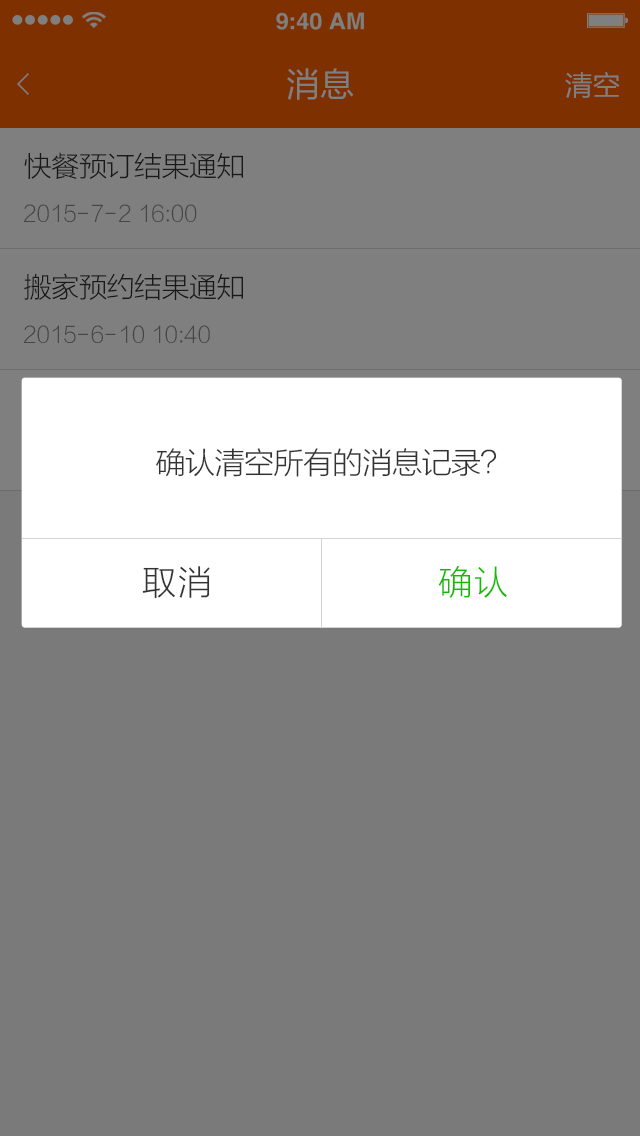 9:40 AM
消息
清空
快餐预订结果通知
2015-7-2 16:00
搬家预约结果通知
2015-6-10 10:40
确认清空所有的消息记录?
取消
确认